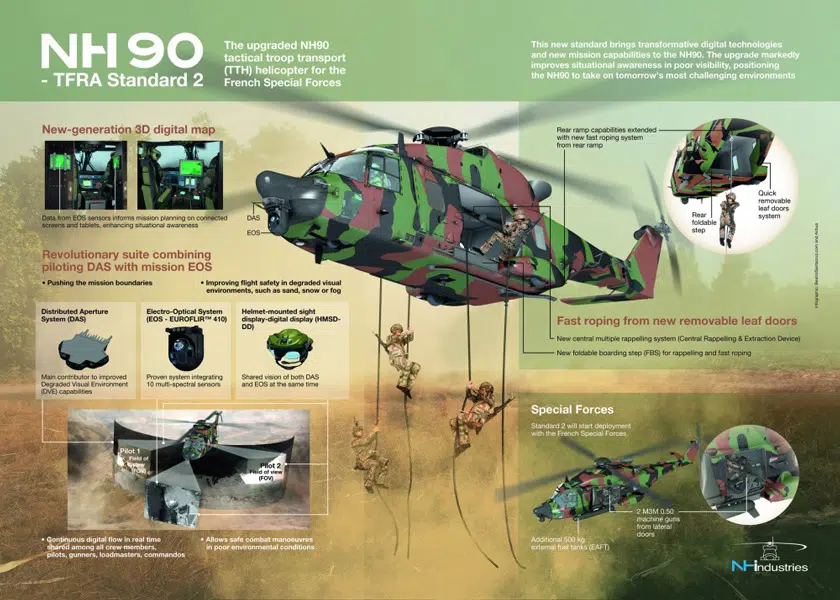 NH90
- TFRA Standard 2
The upgraded NH90
tactical troop transport
(TTH) helicopter for the
French Special Forces
This new standard brings transformative digital technologies
and new mission capabilities to the NH90. The upgrade markedly
improves situational awareness in poor visibility, positioning
the NH90 to take on tomorrow's most challenging environments
New-generation 3D digital map
Data from EOS sensors informs mission planning on connected
screens and tablets, enhancing situational awareness
DAS
EOS
Rear ramp capabilities extended
with new fast roping system
from rear ramp
Rear
foldable
step
Quick
removable
leaf doors
system
Revolutionary suite combining
piloting DAS with mission EOS
• Pushing the mission boundaries
• Improving flight safety in degraded visual
environments, such as sand, snow or fog
Distributed Aperture
System (DAS)
Main contributor to improved
Degraded Visual Environment
(DVE) capabilities
Electro-Optical System
(EOS - EUROFLIR™ 410)
Proven system integrating
10 multi-spectral sensors
Helmet-mounted sight
display-digital display (HMSD-
DD)
Shared vision of both DAS
and EOS at the same time
Pilot 1
Field of
view
(FOV)
Pilot 2
Field of view
(FOV)
• Continuous digital flow in real time
shared among all crew-members,
pilots, gunners, loadmasters, commandos
• Allows safe combat manoeuvres
in poor environmental conditions
Fast roping from new removable leaf doors
New central multiple rappelling system (Central Rappelling & Extraction Device)
New foldable boarding step (FBS) for rappelling and fast roping
Special Forces
Standard 2 will start deployment
with the French Special Forces.
2 M3M 0.50
machine guns
from lateral
doors
Additional 500 kg
external fuel tanks (EAFT)
NHindustries